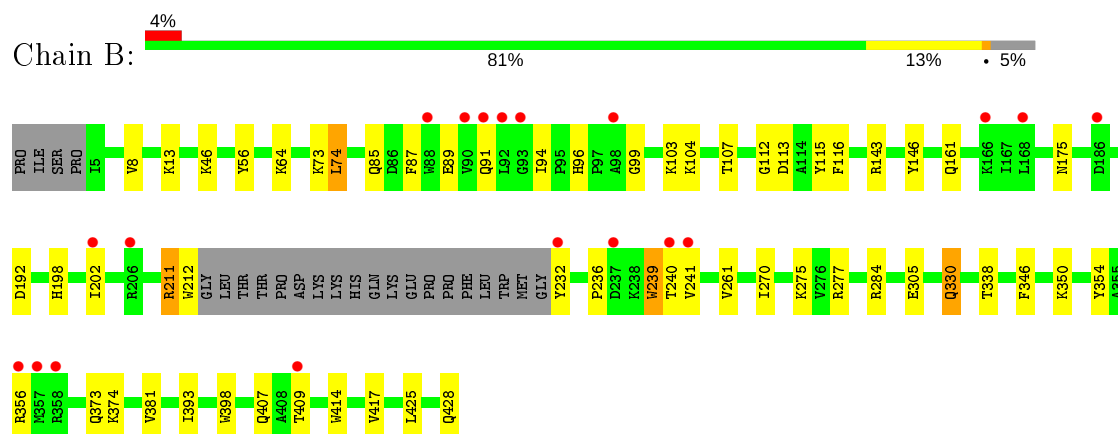 4%
Chain B:
81% 13% • 5%
PRO ILE SER PRO I5 V8 K13 K46 Y56 K64 K73 L74 Q85 D86 F87 W88 E89 V90 Q91 L92 G93 I94 P95 H96 P97 A98 G99 K103 K104 T107 G112 D113 A114 Y115 F116 R143 Y146 Q161 K166 I167 L168 N175 D186
D192 H198 I202 R206 R211 W212 GLY LEU THR THR PRO ASP LYS LYS HIS GLN LYS GLU PRO PRO PHE LEU TRP MET GLY Y232 P236 D237 K238 W239 T240 V241 V261 I270 K275 V276 R277 R284 E305 Q330 T338 F346 K350 Y354 A355
R356 M357 R358 Q373 K374 V381 I393 W398 Q407 A408 T409 W414 V417 L425 Q428